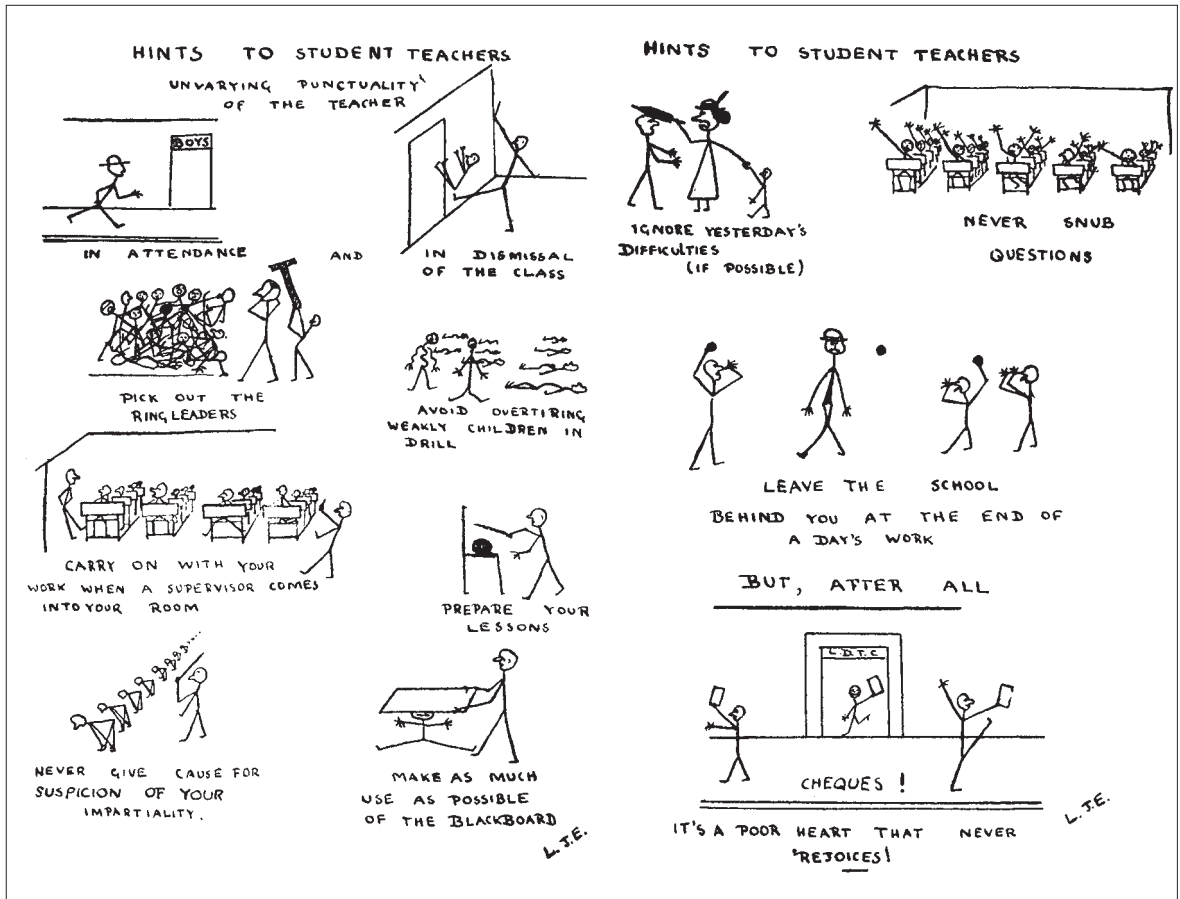 HINTS TO STUDENT TEACHERS
UNVARYING PUNCTUALITY
OF THE TEACHER
BOYS
IN ATTENDANCE AND IN DISMISSAL
OF THE CLASS
PICK OUT THE
RINGLEADERS
AVOID OVERTIRING
WEAKLY CHILDREN IN
DRILL
CARRY ON WITH YOUR
WORK WHEN A SUPERVISOR COMES
INTO YOUR ROOM
PREPARE YOUR
LESSONS
NEVER GIVE CAUSE FOR
SUSPICION OF YOUR
IMPARTIALITY.
MAKE AS MUCH
USE AS POSSIBLE
OF THE BLACKBOARD
L.J.E.
HINTS TO STUDENT TEACHERS
IGNORE YESTERDAY'S
DIFFICULTIES
(IF POSSIBLE)
NEVER SNUB
QUESTIONS
LEAVE THE SCHOOL
BEHIND YOU AT THE END OF
A DAY'S WORK
BUT, AFTER ALL
L.D.T.C
CHEQUES!
IT'S A POOR HEART THAT NEVER
'REJOICES!
L.J.E.